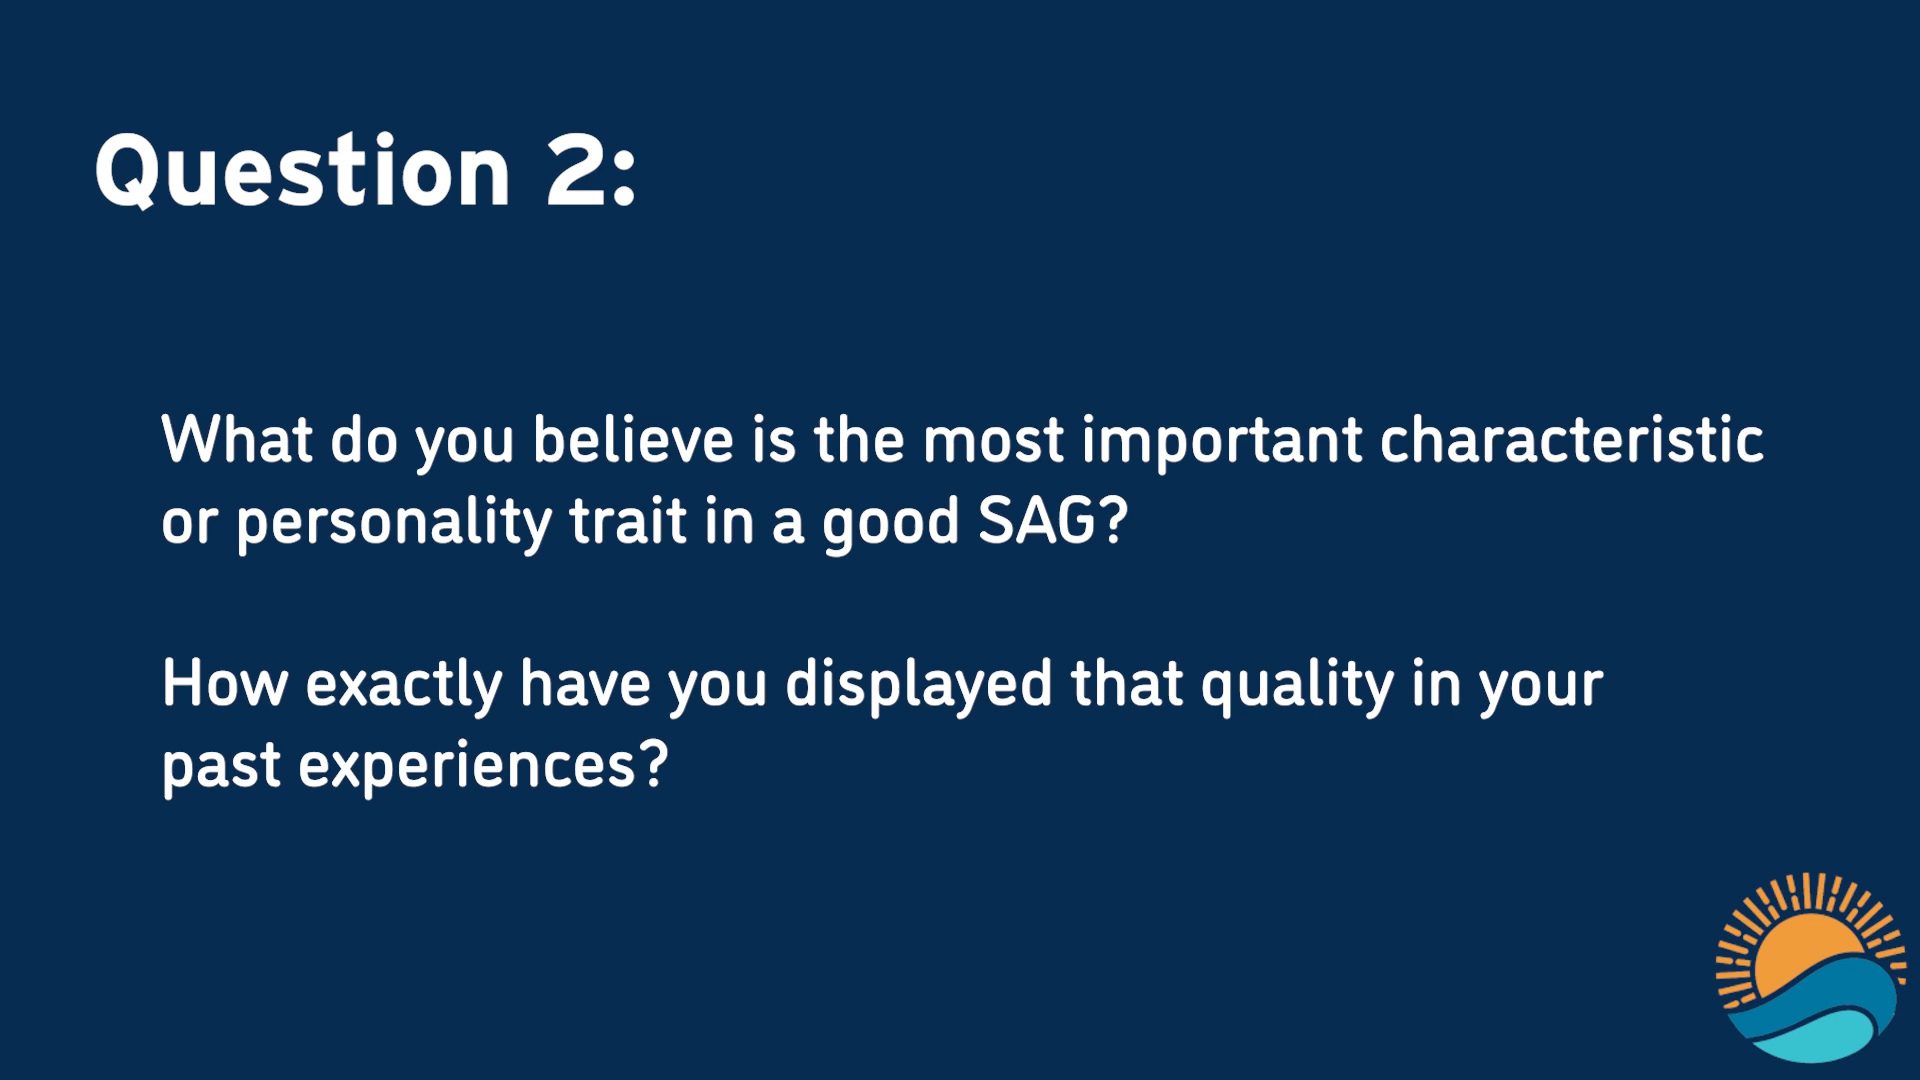 Question 2:
What do you believe is the most important characteristic
or personality trait in a good SAG?
How exactly have you displayed that quality in your
past experiences?